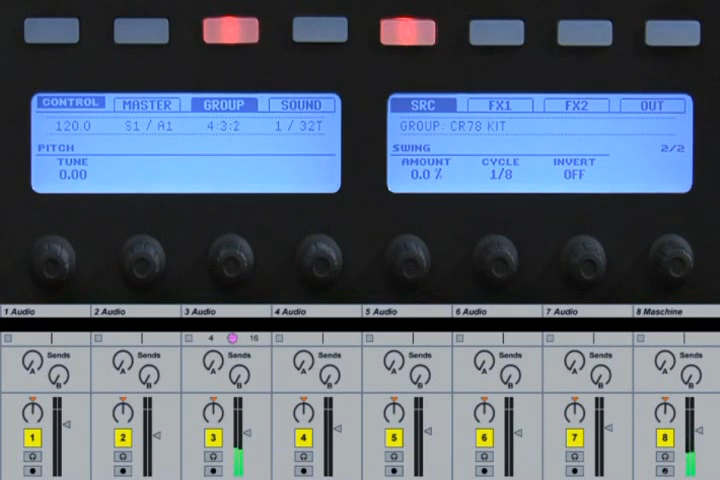 CONTROL MASTER GROUP SOUND
120.0 S1 / A1 4:3:2 1 / 32T
PITCH
TUNE
0.00
SRC FX1 FX2 OUT
GROUP: CR78 KIT
SWING 2/2
AMOUNT CYCLE INVERT
0.0 % 1/8 OFF
1 Audio 2 Audio 3 Audio 4 Audio 5 Audio 6 Audio 7 Audio 8 Maschine
4 16
Sends Sends Sends Sends Sends Sends Sends Sends
A A A A A A A A
B B B B B B B B
1 2 3 4 5 6 7 8